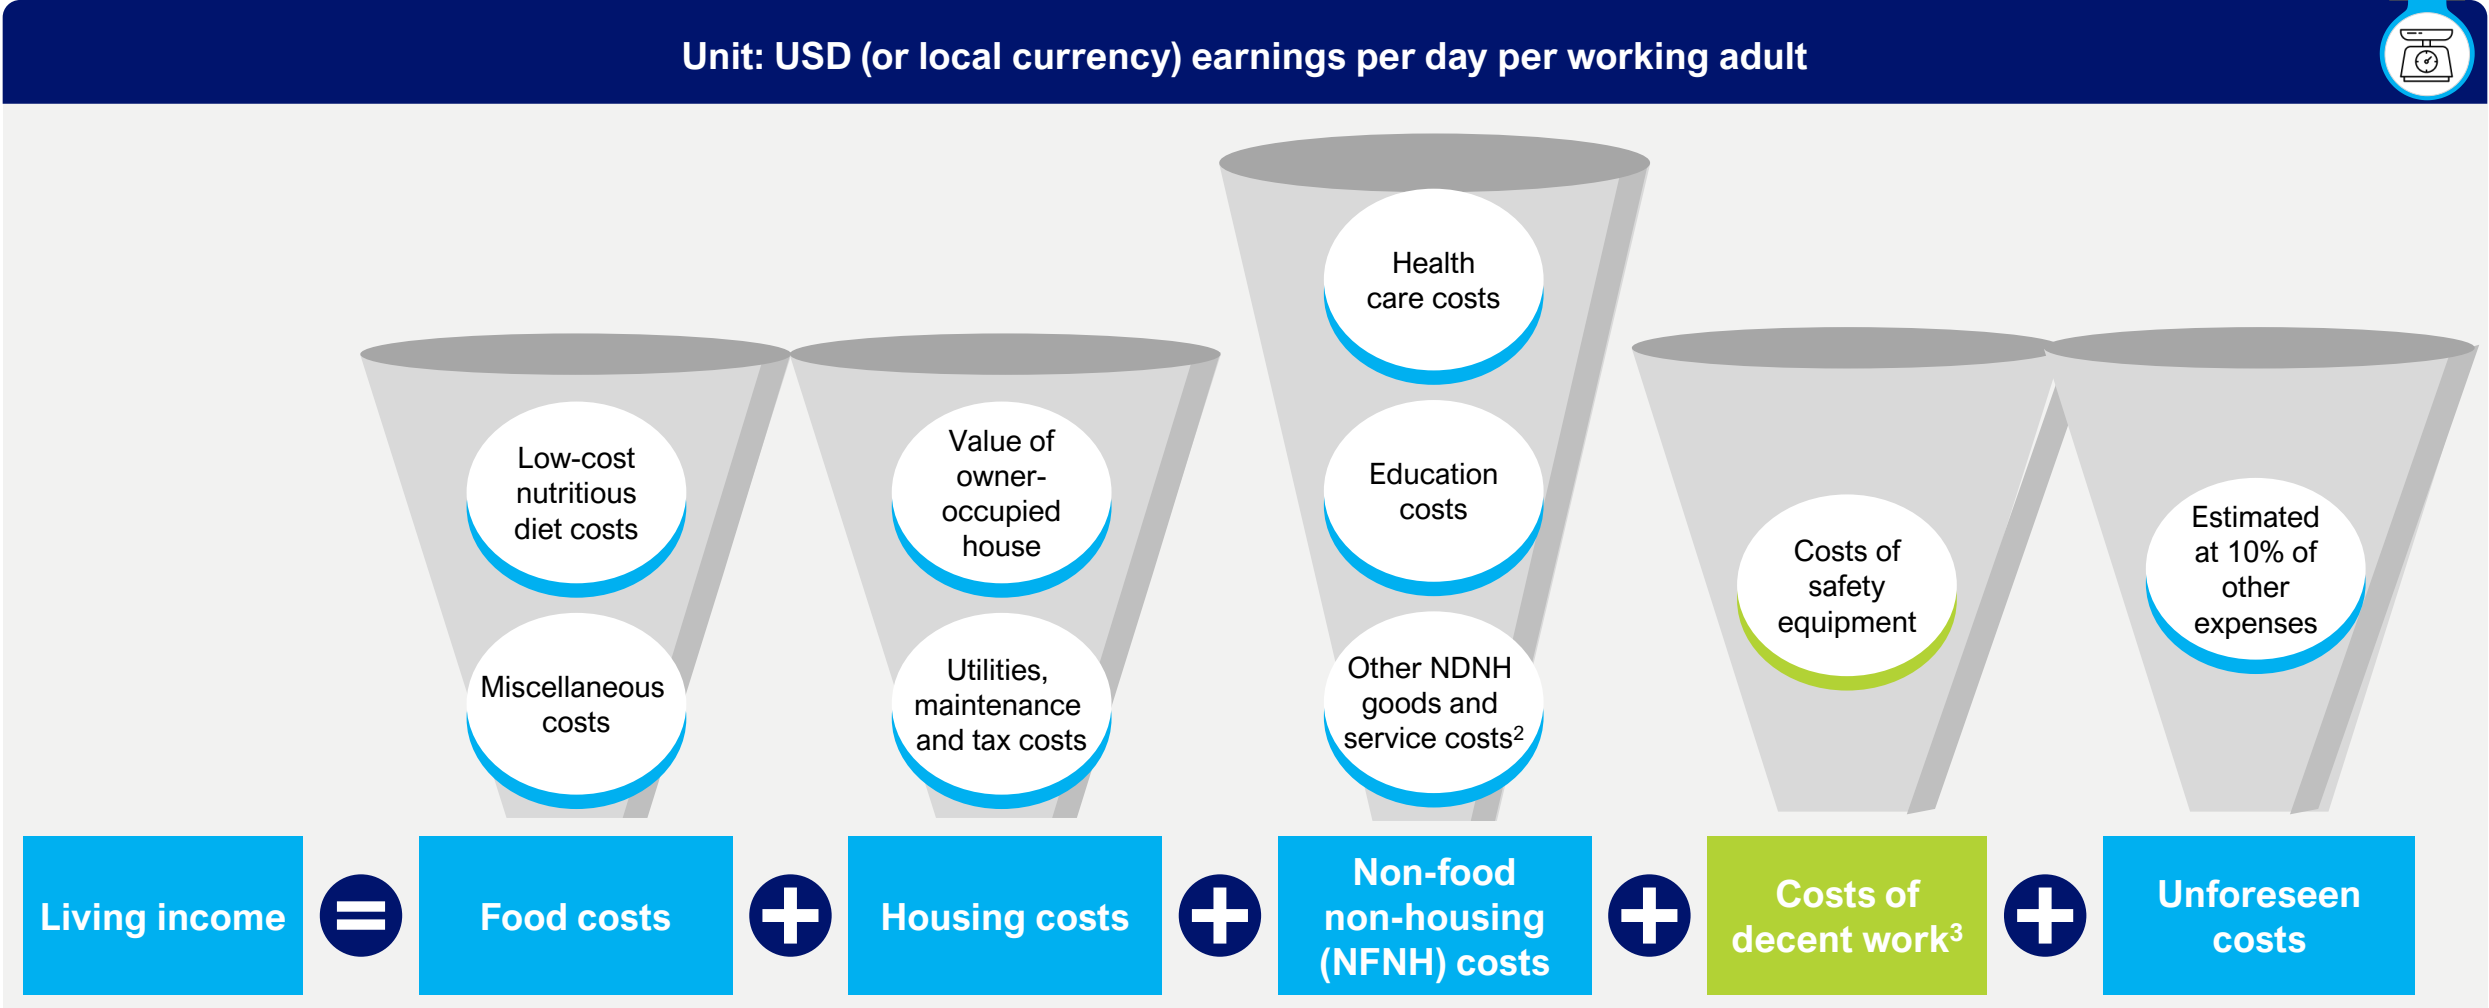 Unit: USD (or local currency) earnings per day per working adult
Low-cost
nutritious
diet costs
Miscellaneous
costs
Value of
owner-
occupied
house
Utilities,
maintenance
and tax costs
Health
care costs
Education
costs
Other NDNH
goods and
service costs²
Costs of
safety
equipment
Estimated
at 10% of
other
expenses
Living income
=
Food costs
+
Housing costs
+
Non-food
non-housing
(NFNH) costs
+
Costs of
decent work³
+
Unforeseen
costs